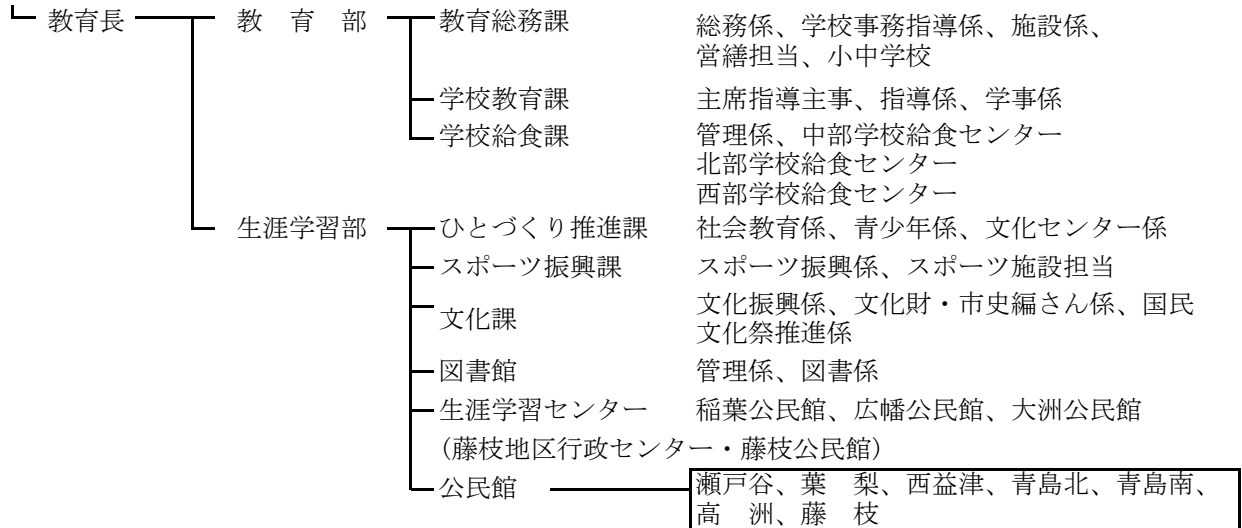 教育長 教　育　部 教育総務課 総務係、学校事務指導係、施設係、
営繕担当、小中学校
学校教育課 主席指導主事、指導係、学事係
学校給食課 管理係、中部学校給食センター
北部学校給食センター
西部学校給食センター
生涯学習部 ひとづくり推進課 社会教育係、青少年係、文化センター係
スポーツ振興課 スポーツ振興係、スポーツ施設担当
文化課 文化振興係、文化財・市史編さん係、国民
文化祭推進係
図書館 管理係、図書係
生涯学習センター 稲葉公民館、広幡公民館、大洲公民館
（藤枝地区行政センター・藤枝公民館）
公民館 瀬戸谷、葉　梨、西益津、青島北、青島南、
高　洲、藤　枝